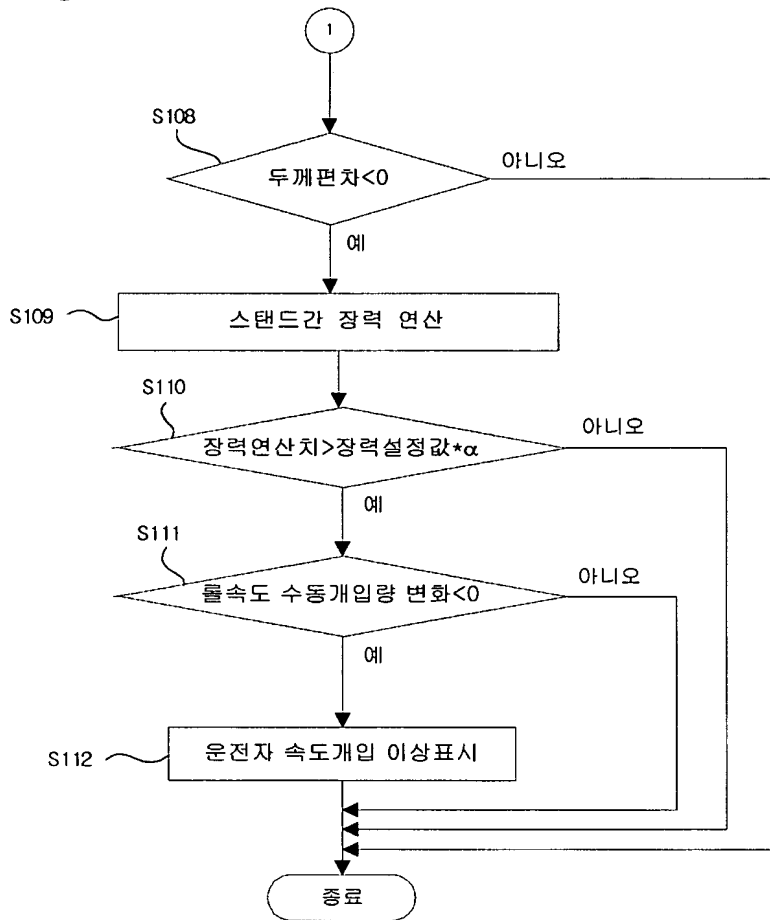 1
S108
두께편차<0
아니오
예
S109
스탠드간 장력 연산
S110
장력연산치>장력설정값*α
아니오
예
S111
롤속도 수동개입량 변화<0
아니오
예
S112
운전자 속도개입 이상표시
종료